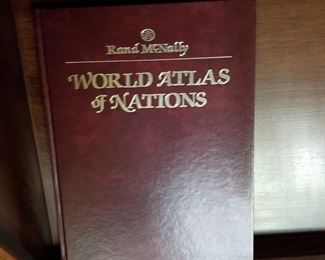 Rand McNally
WORLD ATLAS
of NATIONS